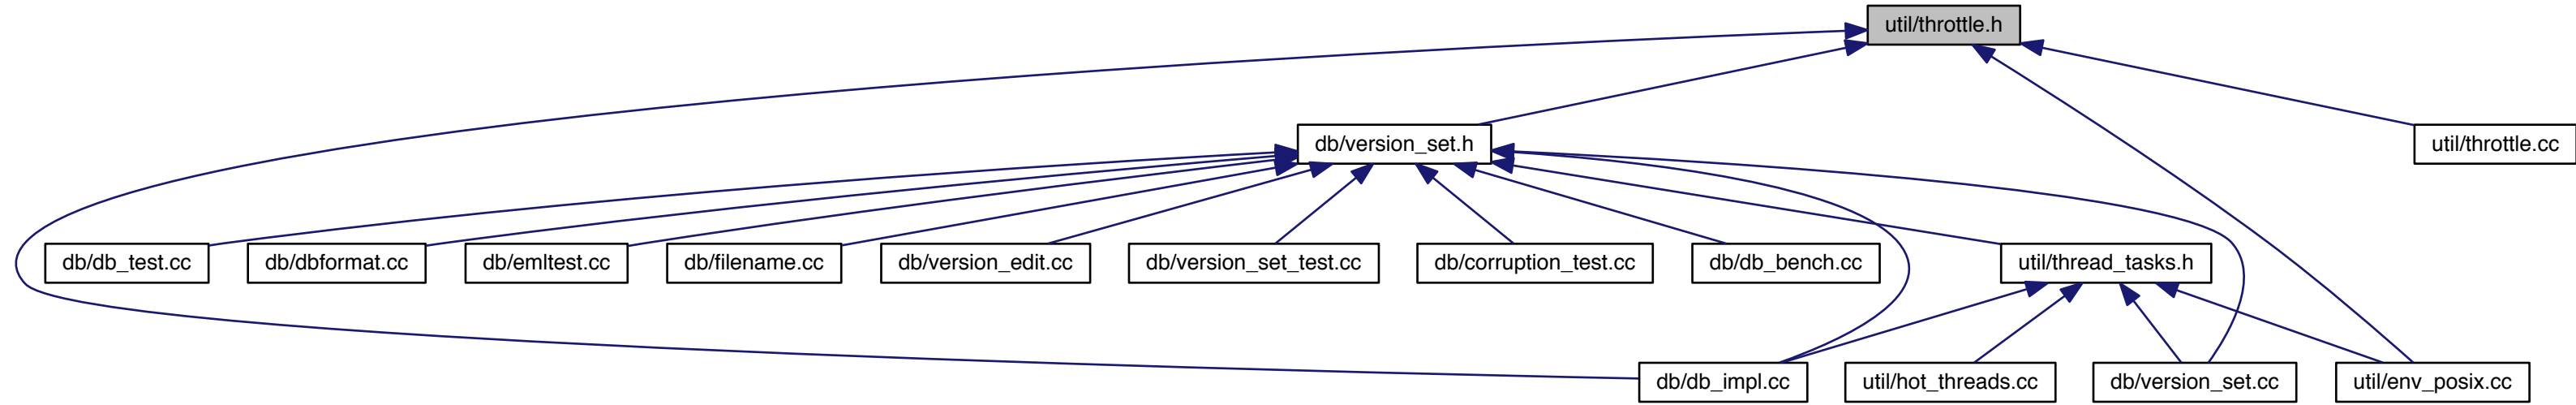 util/throttle.h
db/version_set.h
util/throttle.cc
db/db_test.cc
db/dbformat.cc
db/emltest.cc
db/filename.cc
db/version_edit.cc
db/version_set_test.cc
db/corruption_test.cc
db/db_bench.cc
util/thread_tasks.h
db/db_impl.cc
util/hot_threads.cc
db/version_set.cc
util/env_posix.cc